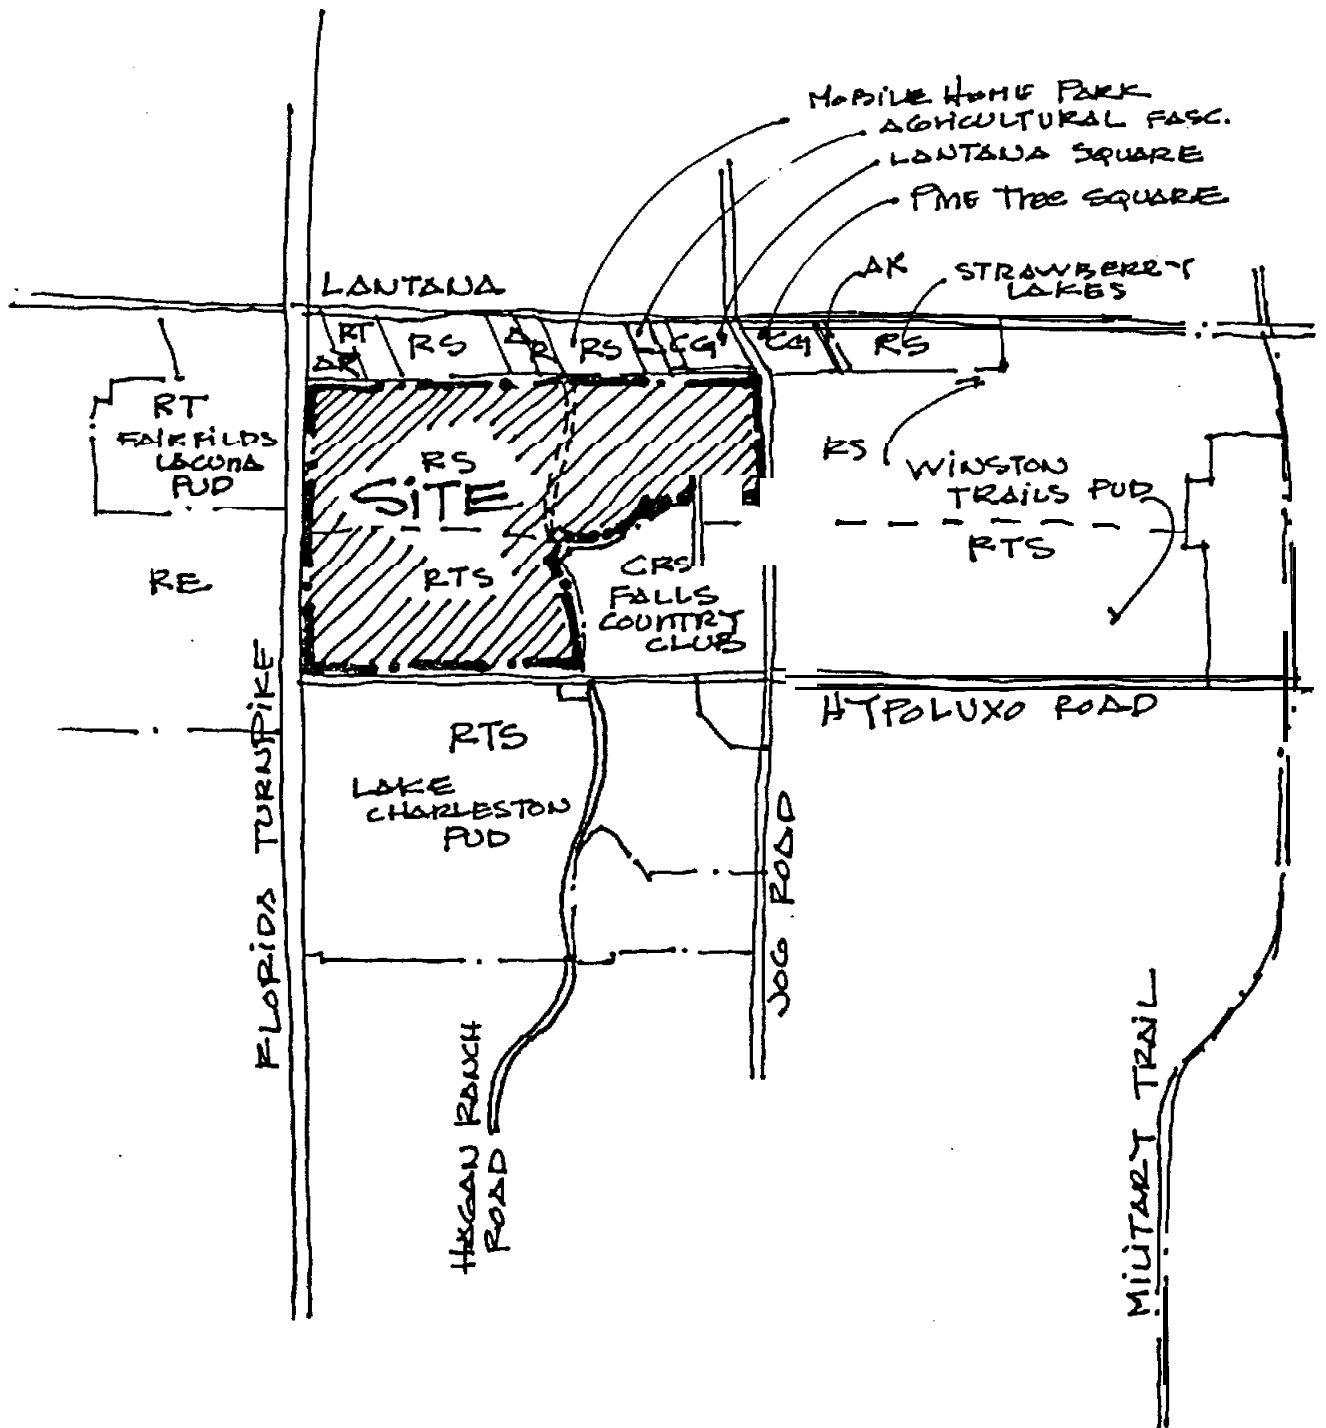 MOBILE HOME PARK
AGRICULTURAL FASC.
LANTANA SQUARE
PINE Tree SQUARE
AR
STRAWBERRY
LAKES
LANTANA
RT
AR
RS
AR
RS
CG
CG
RS
RT
FAIRFILDS
LACUNA
PUD
RS
SITE
RS
WINSTON
TRAILS PUD
RTS
RE
RTS
CRS
FALLS
COUNTRY
CLUB
HYPOLUXO ROAD
RTS
LAKE
CHARLESTON
PUD
FLORIDA TURNPIKE
JOG ROAD
HAGAN RANCH
ROAD
MILITARY TRAIL